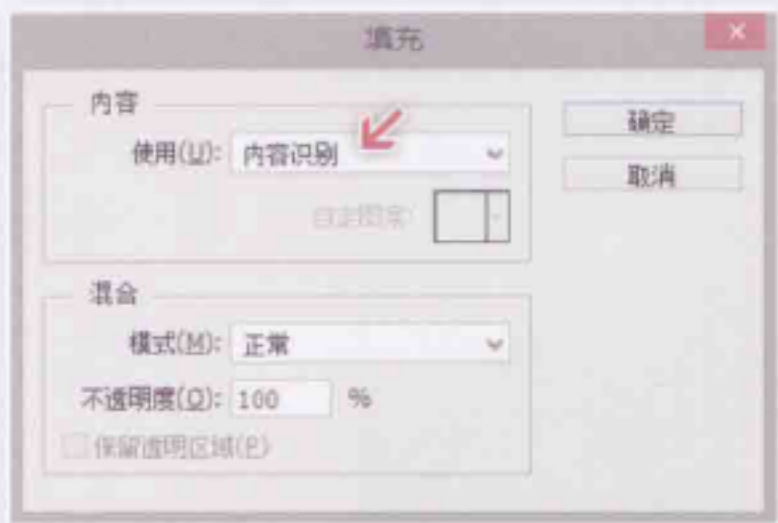 填充
内容
使用(U): 内容识别
自定图案:
混合
模式(M): 正常
不透明度(O): 100 %
保留透明区域(P)
确定
取消